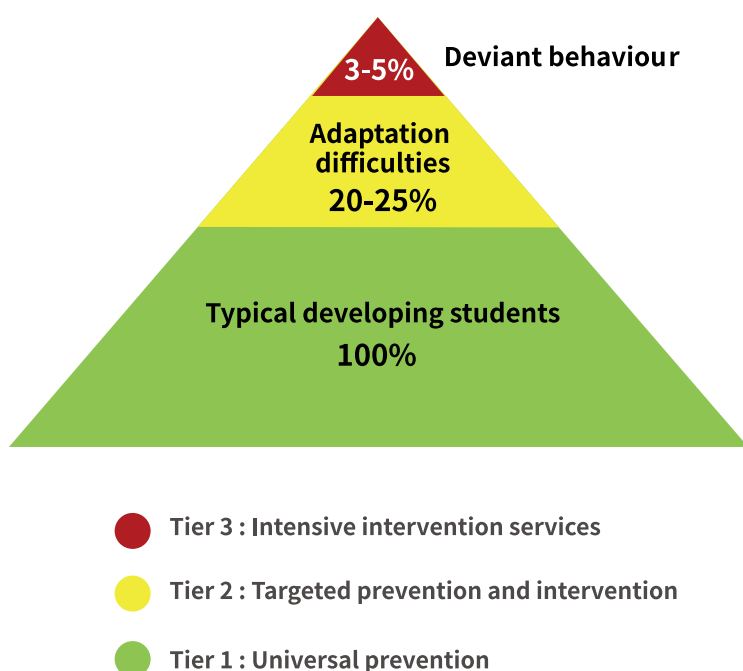 3-5%
Deviant behaviour
Adaptation
difficulties
20-25%
Typical developing students
100%
Tier 3 : Intensive intervention services
Tier 2 : Targeted prevention and intervention
Tier 1 : Universal prevention